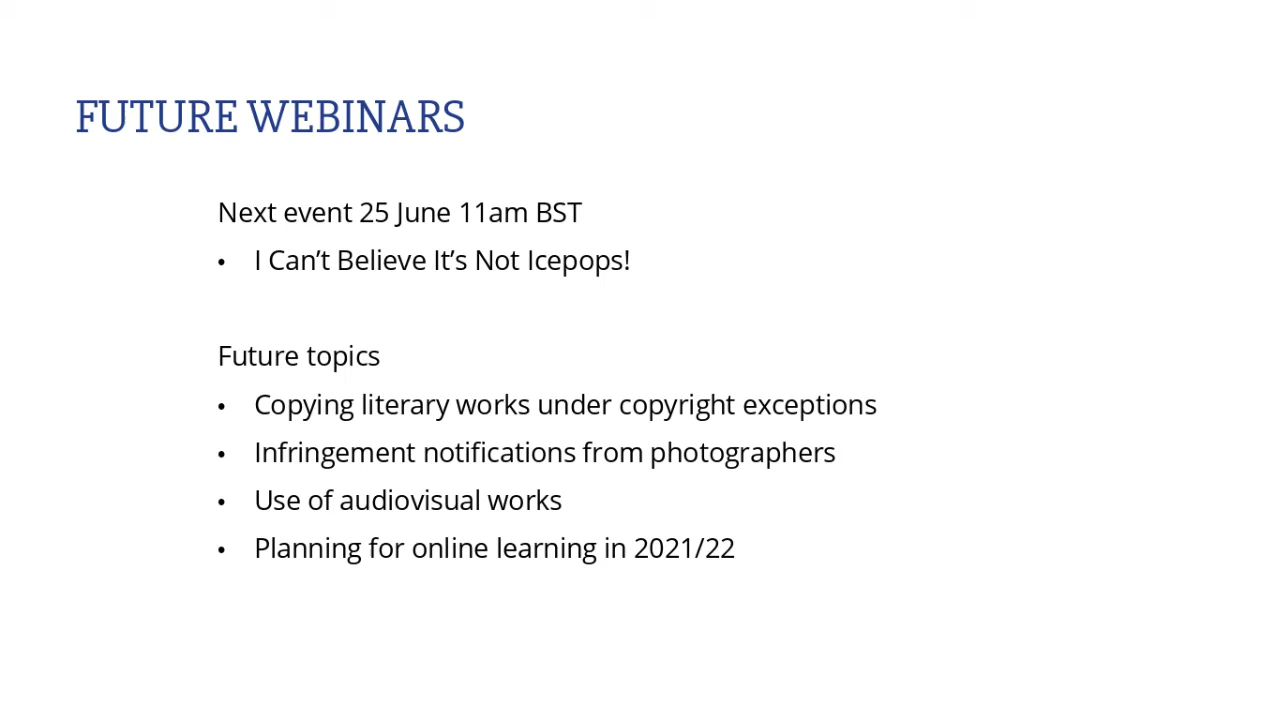 FUTURE WEBINARS
Next event 25 June 11am BST
• I Can’t Believe It’s Not Icepops!
Future topics
• Copying literary works under copyright exceptions
• Infringement notifications from photographers
• Use of audiovisual works
• Planning for online learning in 2021/22